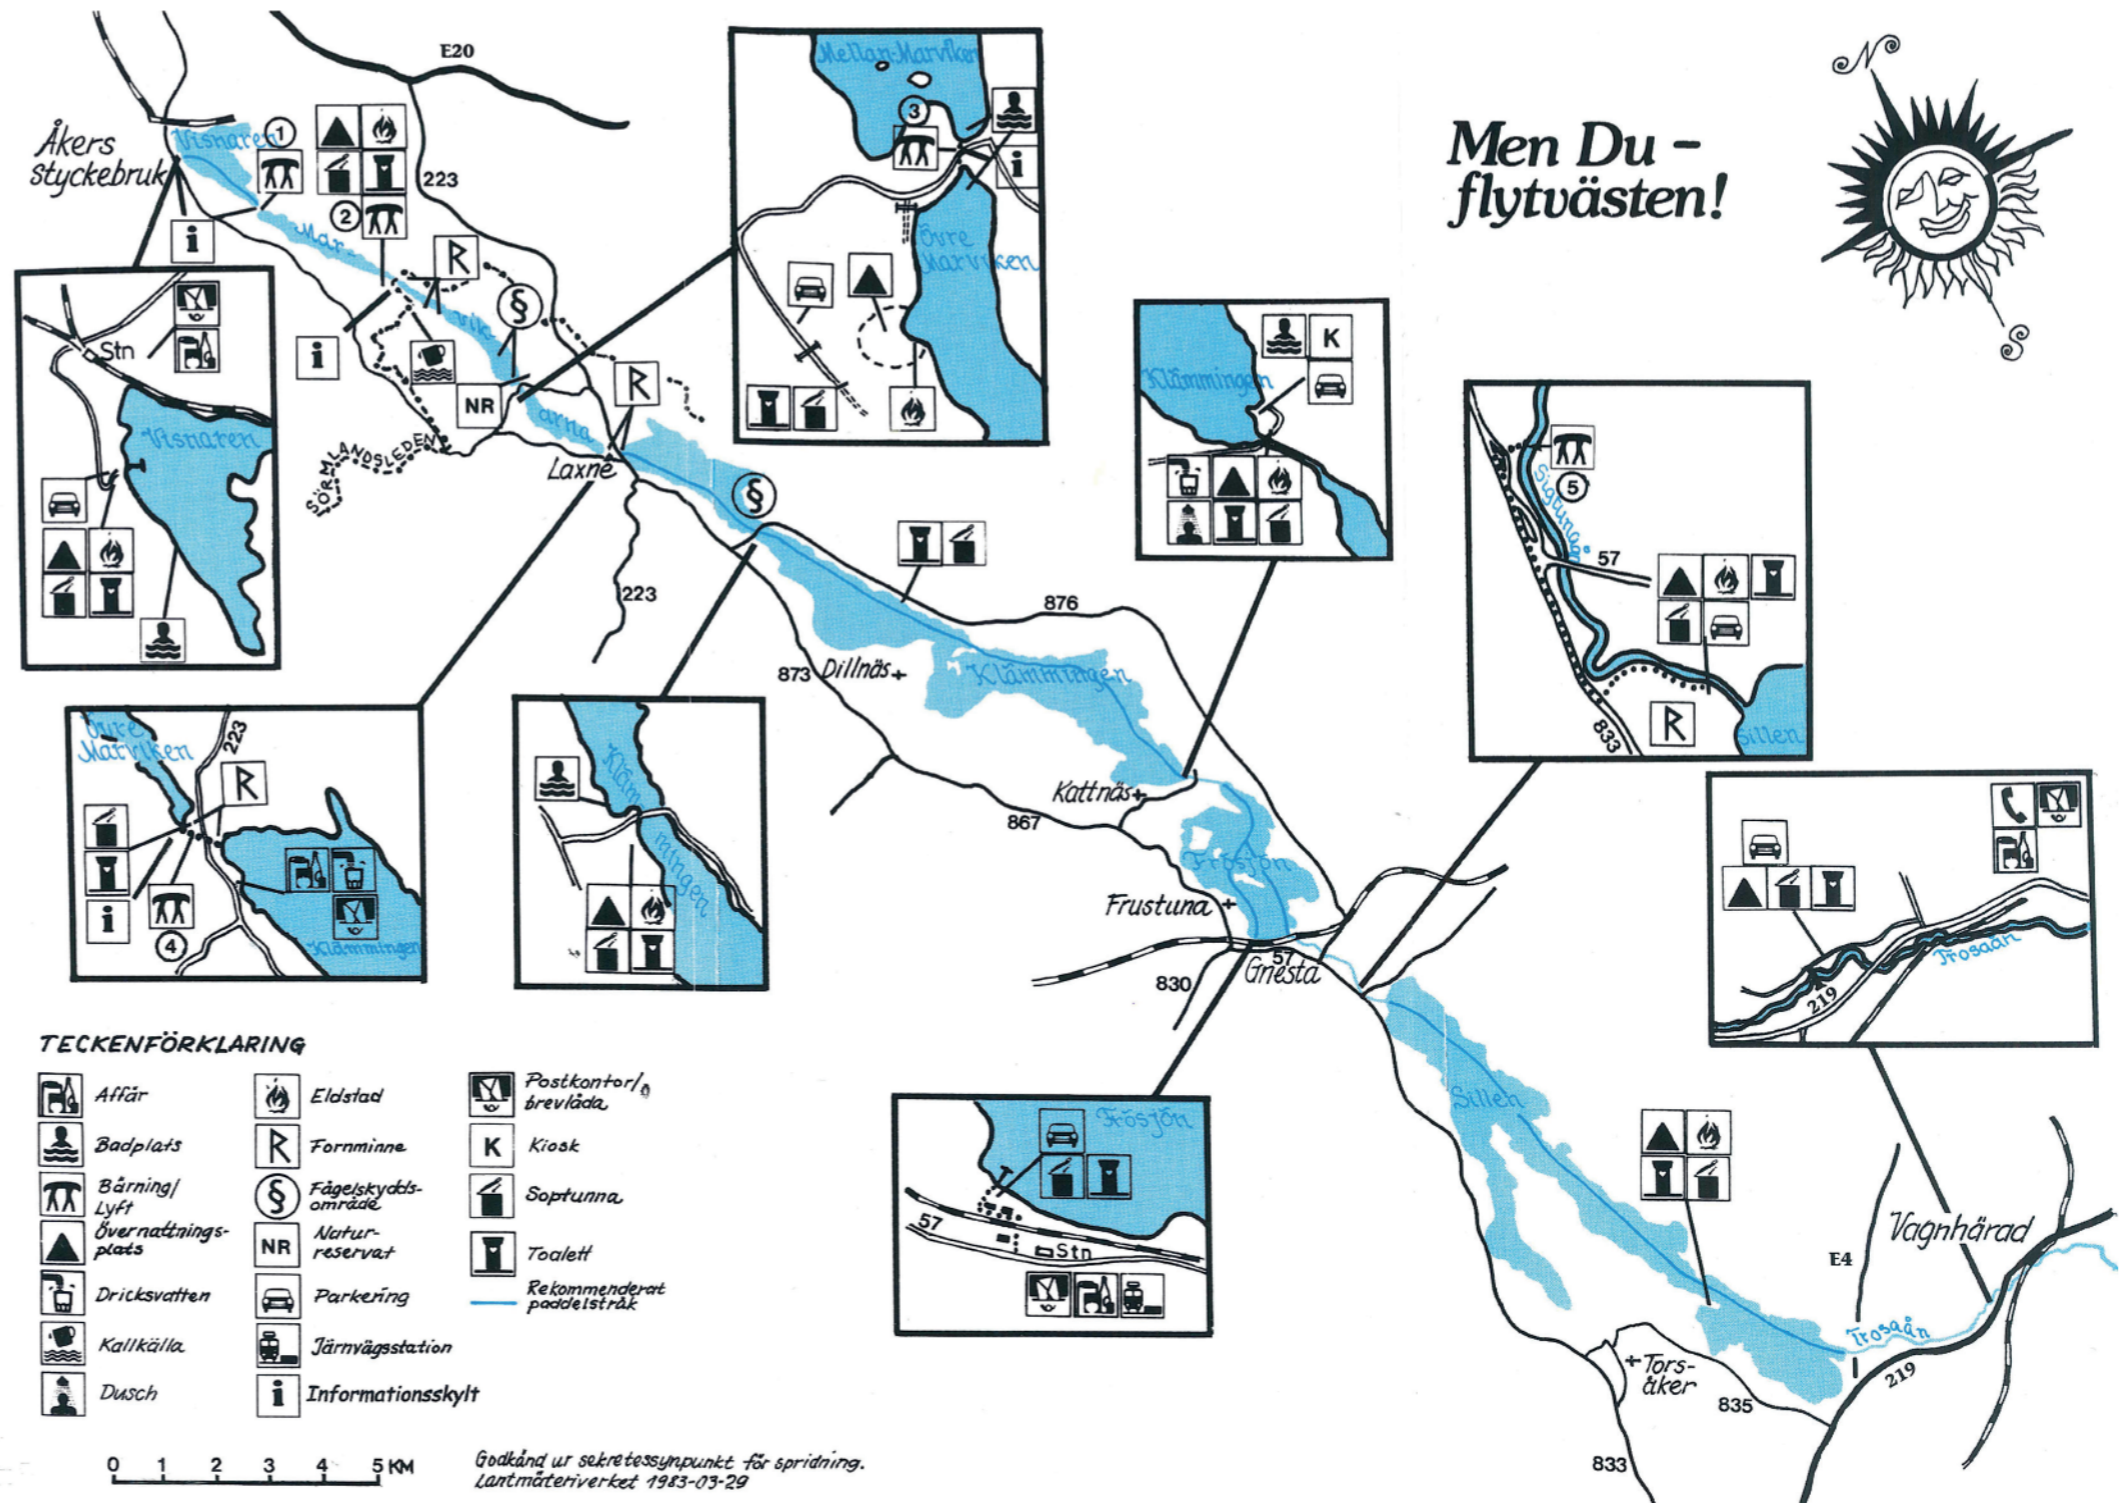 E20
Åkers
styckebruk
Visnaren
1
2
223
Mar-
vik-
arna
R
§
i
i
NR
R
SÖRMLANDSLEDEN
Laxne
§
223
Mellan-Marviken
3
i
Övre
Marviken
Men Du -
flytvästen!
N
S
Stn
Visnaren
Klämmingen
K
Sigtunaån
5
57
R
833
Sillen
876
873
Dillnäs
Klämmingen
Övre
Marviken
223
R
i
4
Klämmingen
Kläm
mingen
Kattnäs
867
Frösjön
Frustuna
57
Gnesta
830
Trosaån
219
Frösjön
57
Stn
Sillen
E4
Vagnhärad
Trosaån
219
Tors-
åker
835
833
TECKENFÖRKLARING
Affär
Badplats
Bärning/
Lyft
Övernattnings-
plats
Dricksvatten
Kallkälla
Dusch
Eldstad
R Fornminne
§ Fågelskydds-
område
NR Natur-
reservat
Parkering
Järnvägsstation
i Informationsskylt
Postkontor/
brevlåda
K Kiosk
Soptunna
Toalett
Rekommenderat
paddelstråk
0 1 2 3 4 5 KM
Godkänd ur sekretessynpunkt för spridning.
Lantmäteriverket 1983-03-29